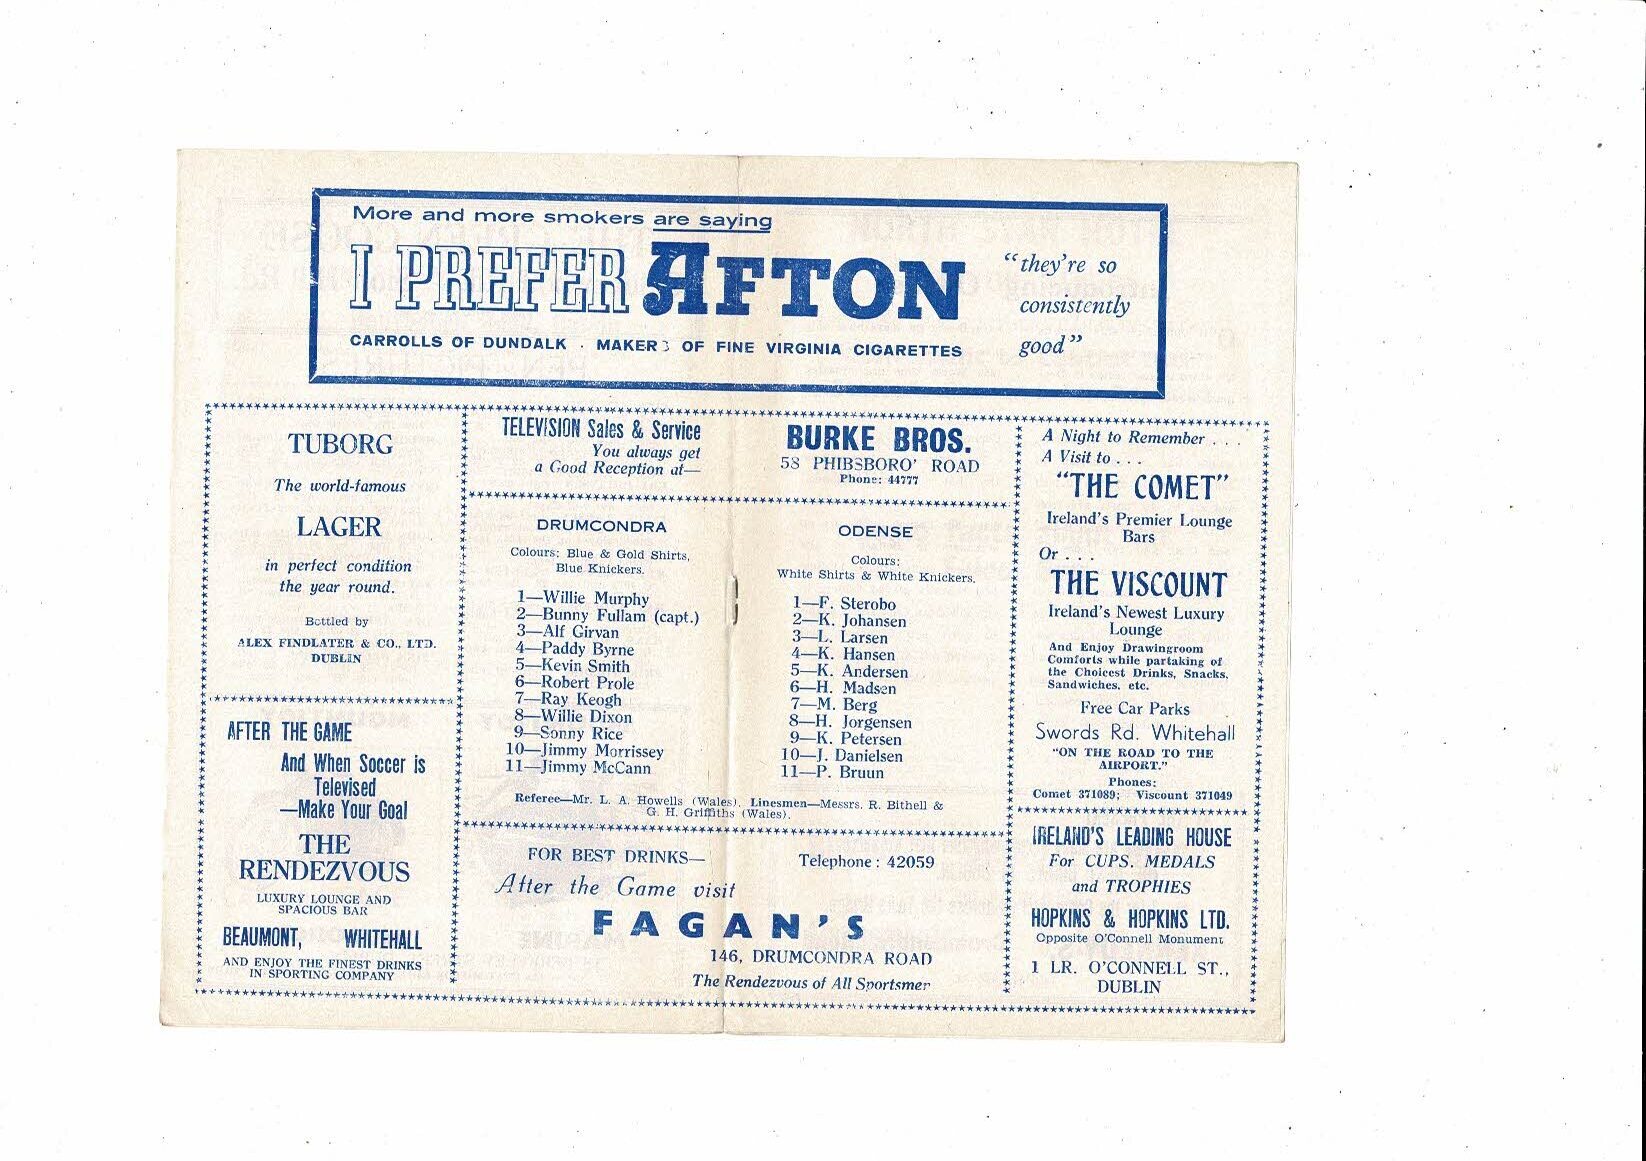 More and more smokers are saying
I PREFER AFTON
"they're so
consistently
good"
CARROLLS OF DUNDALK . MAKERS OF FINE VIRGINIA CIGARETTES
TUBORG
The world-famous
LAGER
in perfect condition
the year round.
Bottled by
ALEX FINDLATER & CO., LTD.
DUBLIN
AFTER THE GAME
And When Soccer is
Televised
—Make Your Goal
THE
RENDEZVOUS
LUXURY LOUNGE AND
SPACIOUS BAR
BEAUMONT, WHITEHALL
AND ENJOY THE FINEST DRINKS
IN SPORTING COMPANY
TELEVISION Sales & Service
You always get
a Good Reception at—
BURKE BROS.
58 PHIBSBORO' ROAD
Phone: 44777
DRUMCONDRA
Colours: Blue & Gold Shirts,
Blue Knickers.
1—Willie Murphy
2—Bunny Fullam (capt.)
3—Alf Girvan
4—Paddy Byrne
5—Kevin Smith
6—Robert Prole
7—Ray Keogh
8—Willie Dixon
9—Sonny Rice
10—Jimmy Morrissey
11—Jimmy McCann
ODENSE
Colours:
White Shirts & White Knickers.
1—F. Sterobo
2—K. Johansen
3—L. Larsen
4—K. Hansen
5—K. Andersen
6—H. Madsen
7—M. Berg
8—H. Jorgensen
9—K. Petersen
10—J. Danielsen
11—P. Bruun
Referee—Mr. L. A. Howells (Wales). Linesmen—Messrs. R. Bithell &
G. H. Griffiths (Wales).
FOR BEST DRINKS—
Telephone : 42059
After the Game visit
FAGAN'S
146, DRUMCONDRA ROAD
The Rendezvous of All Sportsmen
A Night to Remember . . .
A Visit to . . .
"THE COMET"
Ireland's Premier Lounge
Bars
Or . . .
THE VISCOUNT
Ireland's Newest Luxury
Lounge
And Enjoy Drawingroom
Comforts while partaking of
the Choicest Drinks, Snacks,
Sandwiches, etc.
Free Car Parks
Swords Rd. Whitehall
"ON THE ROAD TO THE
AIRPORT."
Phones:
Comet 371089; Viscount 371049
IRELAND'S LEADING HOUSE
For CUPS. MEDALS
and TROPHIES
HOPKINS & HOPKINS LTD.
Opposite O'Connell Monument
1 LR. O'CONNELL ST.,
DUBLIN